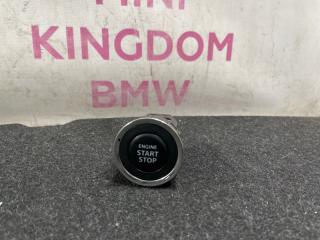 MINI
KINGDOM
BMW
ENGINE
START
STOP